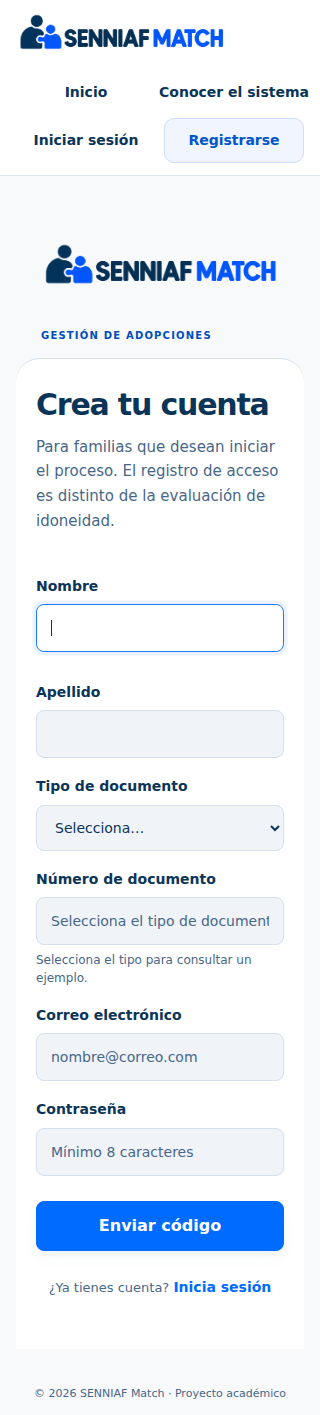 SENNIAF MATCH
Inicio
Conocer el sistema
Iniciar sesión
Registrarse
SENNIAF MATCH
GESTIÓN DE ADOPCIONES
Crea tu cuenta
Para familias que desean iniciar
el proceso. El registro de acceso
es distinto de la evaluación de
idoneidad.
Nombre
Apellido
Tipo de documento
Selecciona...
Número de documento
Selecciona el tipo de document
Selecciona el tipo para consultar un
ejemplo.
Correo electrónico
nombre@correo.com
Contraseña
Mínimo 8 caracteres
Enviar código
¿Ya tienes cuenta? Inicia sesión
© 2026 SENNIAF Match · Proyecto académico